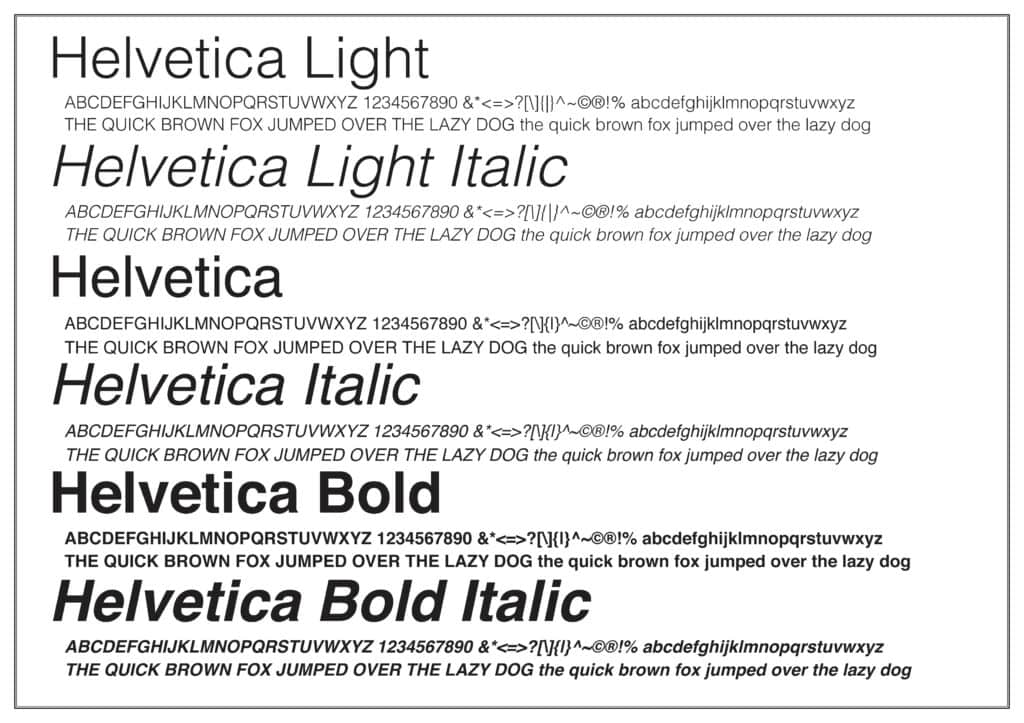 Helvetica Light
ABCDEFGHIJKLMNOPQRSTUVWXYZ 1234567890 &*<=>?[\]{|}^~©®!% abcdefghijklmnopqrstuvwxyz
THE QUICK BROWN FOX JUMPED OVER THE LAZY DOG the quick brown fox jumped over the lazy dog
Helvetica Light Italic
ABCDEFGHIJKLMNOPQRSTUVWXYZ 1234567890 &*<=>?[\]{|}^~©®!% abcdefghijklmnopqrstuvwxyz
THE QUICK BROWN FOX JUMPED OVER THE LAZY DOG the quick brown fox jumped over the lazy dog
Helvetica
ABCDEFGHIJKLMNOPQRSTUVWXYZ 1234567890 &*<=>?[\]{|}^~©®!% abcdefghijklmnopqrstuvwxyz
THE QUICK BROWN FOX JUMPED OVER THE LAZY DOG the quick brown fox jumped over the lazy dog
Helvetica Italic
ABCDEFGHIJKLMNOPQRSTUVWXYZ 1234567890 &*<=>?[\]{|}^~©®!% abcdefghijklmnopqrstuvwxyz
THE QUICK BROWN FOX JUMPED OVER THE LAZY DOG the quick brown fox jumped over the lazy dog
Helvetica Bold
ABCDEFGHIJKLMNOPQRSTUVWXYZ 1234567890 &*<=>?[\]{|}^~©®!% abcdefghijklmnopqrstuvwxyz
THE QUICK BROWN FOX JUMPED OVER THE LAZY DOG the quick brown fox jumped over the lazy dog
Helvetica Bold Italic
ABCDEFGHIJKLMNOPQRSTUVWXYZ 1234567890 &*<=>?[\]{|}^~©®!% abcdefghijklmnopqrstuvwxyz
THE QUICK BROWN FOX JUMPED OVER THE LAZY DOG the quick brown fox jumped over the lazy dog